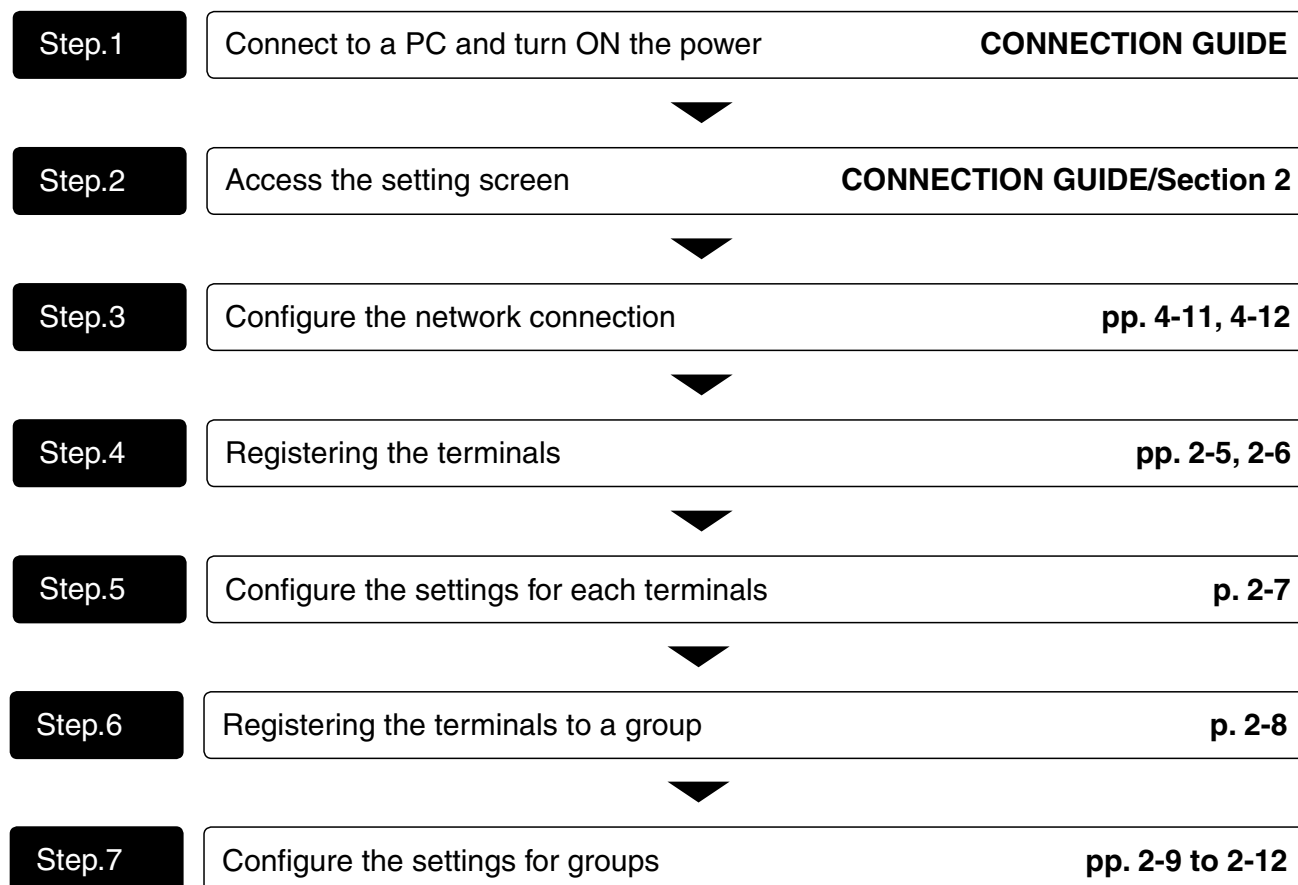 Step.1 Connect to a PC and turn ON the power CONNECTION GUIDE
Step.2 Access the setting screen CONNECTION GUIDE/Section 2
Step.3 Configure the network connection pp. 4-11, 4-12
Step.4 Registering the terminals pp. 2-5, 2-6
Step.5 Configure the settings for each terminals p. 2-7
Step.6 Registering the terminals to a group p. 2-8
Step.7 Configure the settings for groups pp. 2-9 to 2-12